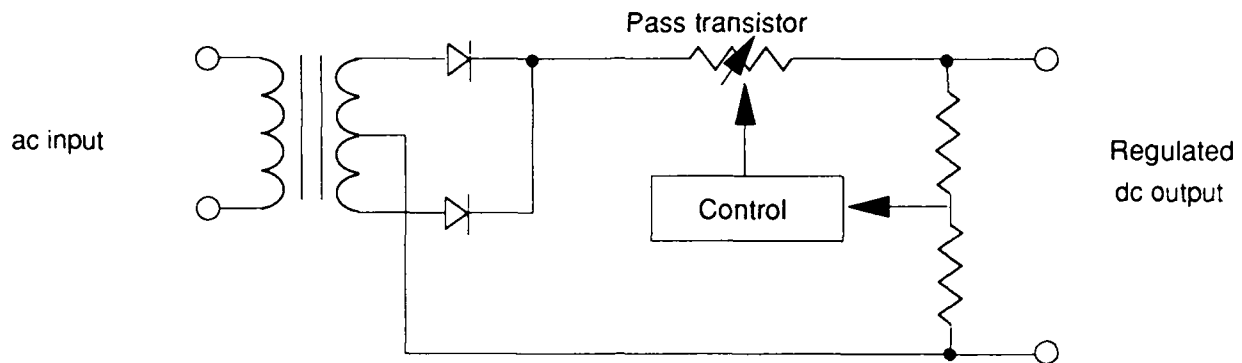 Pass transistor
ac input
Control
Regulated
dc output